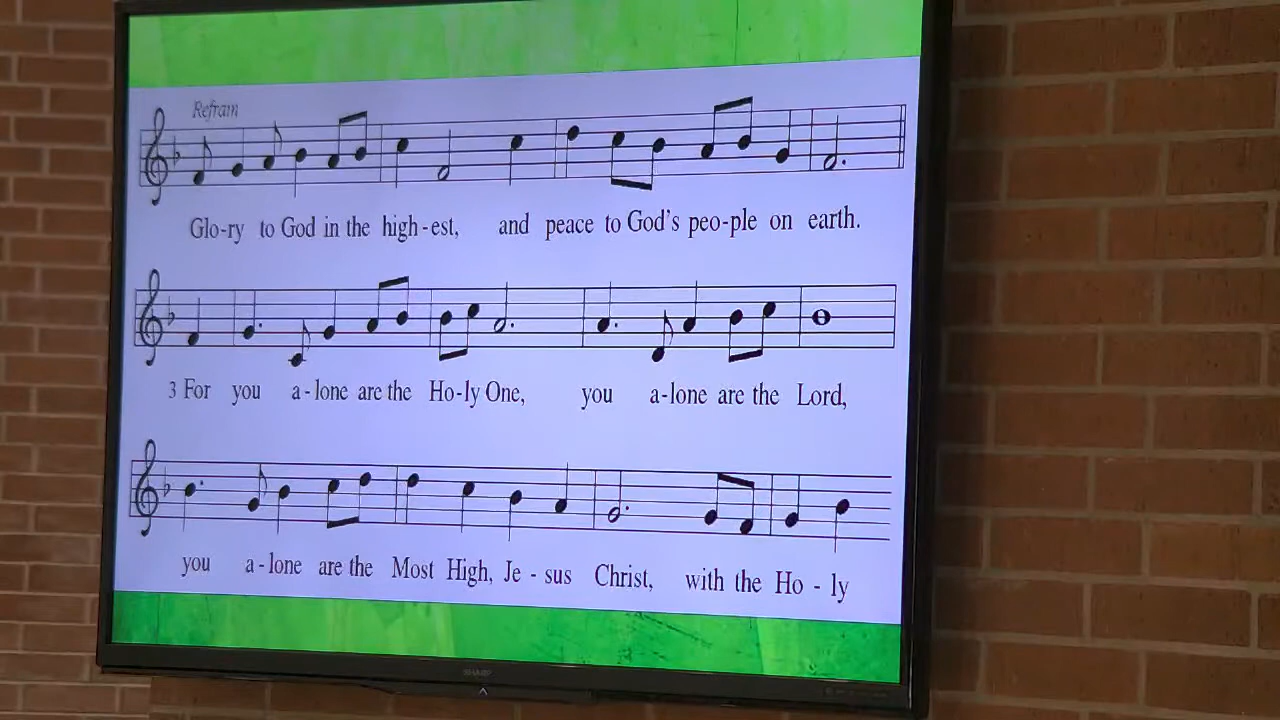 Refrain
Glo-ry to God in the high-est, and peace to God's peo-ple on earth.
3 For you a-lone are the Ho-ly One, you a-lone are the Lord,
you a-lone are the Most High, Je-sus Christ, with the Ho-ly
SHARP